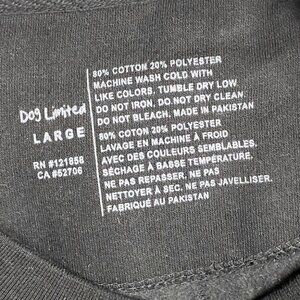 Dog Limited
LARGE
RN #121958
CA #52706
80% COTTON 20% POLYESTER
MACHINE WASH COLD WITH
LIKE COLORS. TUMBLE DRY LOW
DO NOT IRON. DO NOT DRY CLEAN.
DO NOT BLEACH. MADE IN PAKISTAN
80% COTON 20% POLYESTER
LAVAGE EN MACHINE À FROID
AVEC DES COULEURS SEMBLABLES.
SÉCHAGE À BASSE TEMPÉRATURE.
NE PAS REPASSER. NE PAS
NETTOYER À SEC. NE PAS JAVELLISER.
FABRIQUÉ AU PAKISTAN